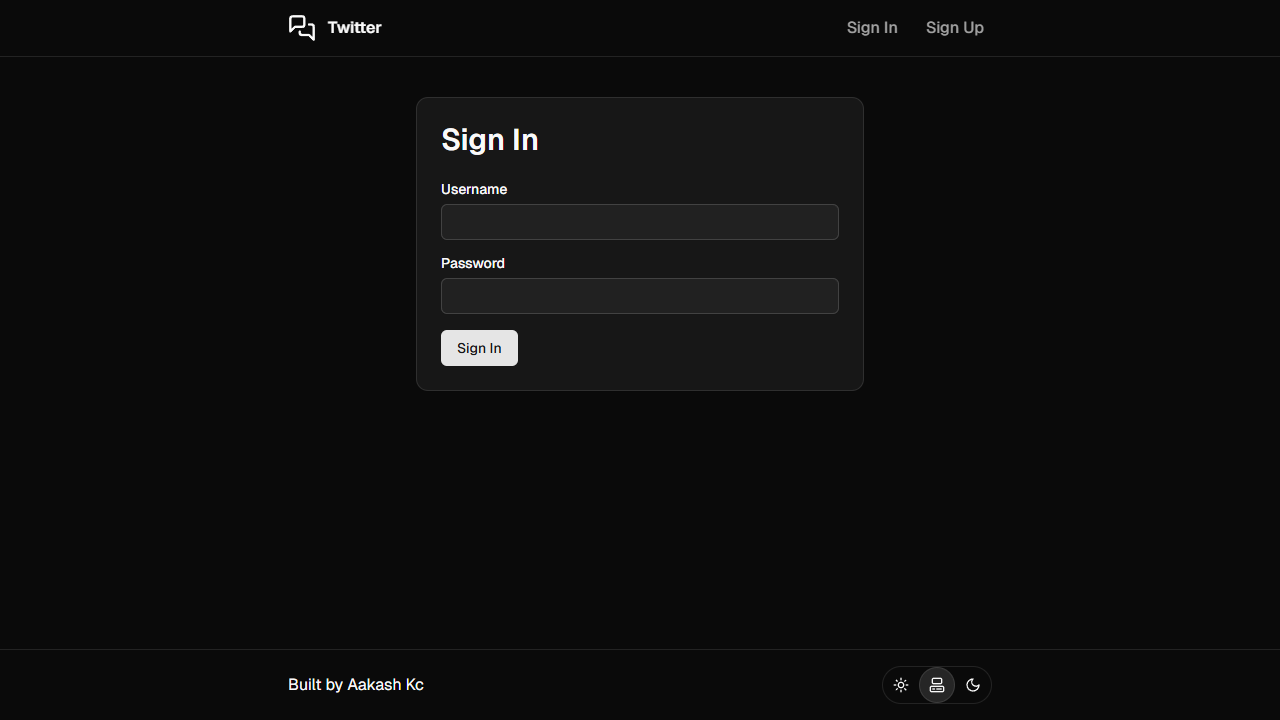 Twitter
Sign In
Sign Up
Sign In
Username
Password
Sign In
Built by Aakash Kc